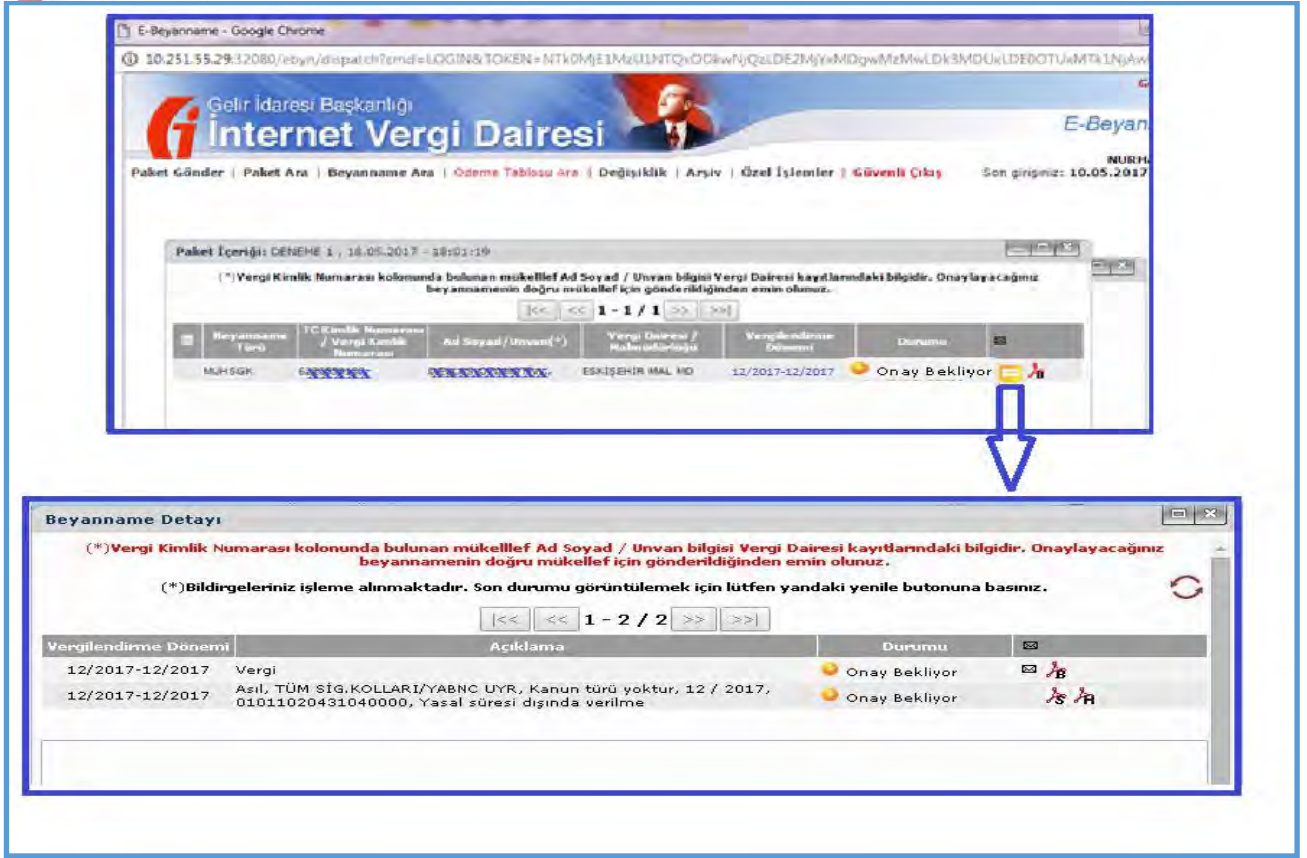 E-Beyanname - Google Chrome
Gelir İdaresi Başkanlığı
İnternet Vergi Dairesi
E-Beyan
NURH
Paket Gönder | Paket Ara | Beyanname Ara | Ödeme Tablosu Ara | Değişiklik | Arşiv | Özel İşlemler | Güvenli Çıkış Son girişiniz: 10.05.2017
Paket İçeriği: DENEME 1 , 18.05.2017 - 18:01:19
(*)Vergi Kimlik Numarası kolonunda bulunan mükelllef Ad Soyad / Unvan bilgisi Vergi Dairesi kayıtlarındaki bilgidir. Onaylayacağınız
beyannamenin doğru mükellef için gönderildiğinden emin olunuz.
|<< << 1 - 1 / 1 >> >>|
Beyanname Türü TC Kimlik Numarası / Vergi Kimlik Numarası Ad Soyad/Unvan(*) Vergi Dairesi / Malmüdürlüğü Vergilendirme Dönemi Durumu
MUHSGK ESKİŞEHİR MAL MD 12/2017-12/2017 Onay Bekliyor
Beyanname Detayı
(*)Vergi Kimlik Numarası kolonunda bulunan mükelllef Ad Soyad / Unvan bilgisi Vergi Dairesi kayıtlarındaki bilgidir. Onaylayacağınız
beyannamenin doğru mükellef için gönderildiğinden emin olunuz.
(*)Bildirgeleriniz işleme alınmaktadır. Son durumu görüntülemek için lütfen yandaki yenile butonuna basınız.
|<< << 1 - 2 / 2 >> >>|
Vergilendirme Dönemi Açıklama Durumu
12/2017-12/2017 Vergi Onay Bekliyor B
12/2017-12/2017 Asıl, TÜM SİG.KOLLARI/YABNC UYR, Kanun türü yoktur, 12 / 2017, Onay Bekliyor S H
01011020431040000, Yasal süresi dışında verilme